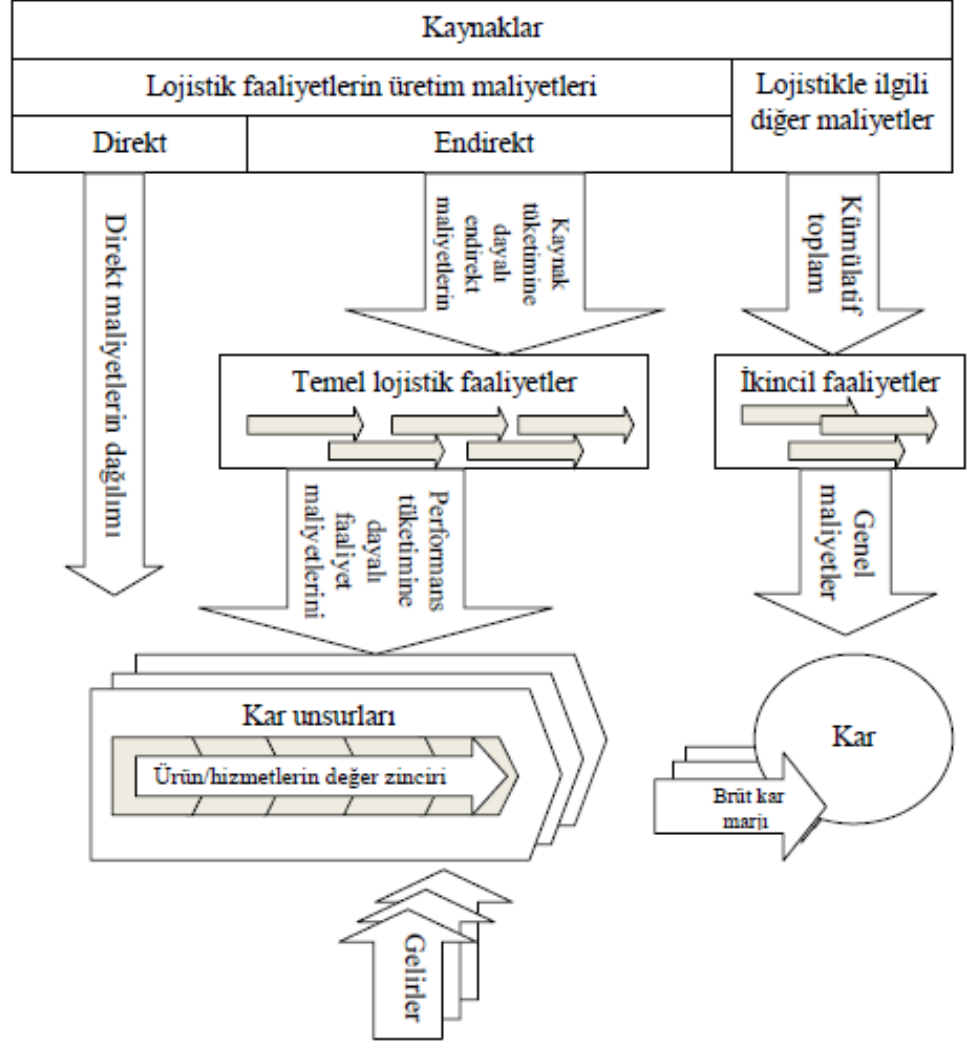 Kaynaklar
Lojistik faaliyetlerin üretim maliyetleri
Lojistikle ilgili
diğer maliyetler
Direkt
Endirekt
Direkt maliyetlerin dağılımı
Kaynak
tüketimine
dayalı
endirekt
maliyetlerin
Kümülatif
toplam
Temel lojistik faaliyetler
İkincil faaliyetler
Performans
tüketimine
dayalı
faaliyet
maliyetlerini
Genel
maliyetler
Kar unsurları
Ürün/hizmetlerin değer zinciri
Kar
Brüt kar
marjı
Gelirler